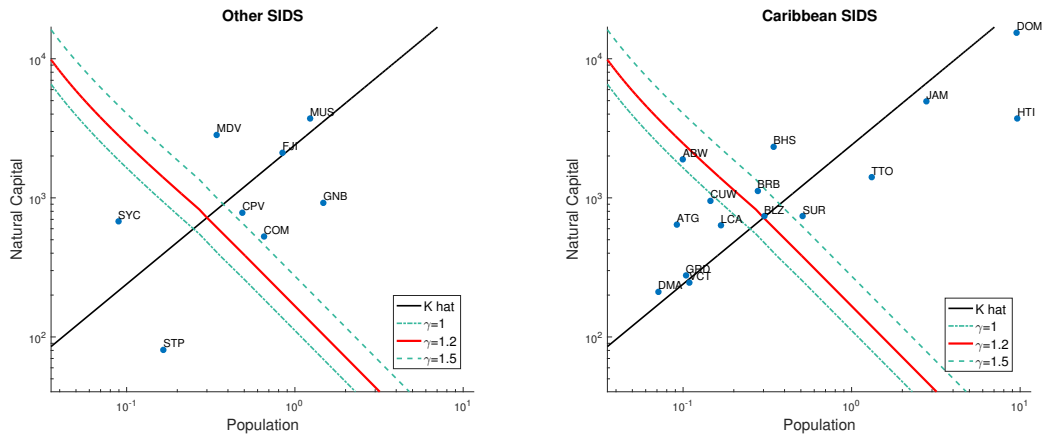 Other SIDS
Natural Capital
10^4
10^3
10^2
MDV
MUS
FJI
GNB
SYC
CPV
COM
STP
K hat
γ=1
γ=1.2
γ=1.5
10^-1
10^0
10^1
Population
Caribbean SIDS
Natural Capital
10^4
10^3
10^2
DOM
JAM
HTI
BHS
ABW
TTO
BRB
CUW
BLZ
SUR
ATG
LCA
GRD
VCT
DMA
K hat
γ=1
γ=1.2
γ=1.5
10^-1
10^0
10^1
Population